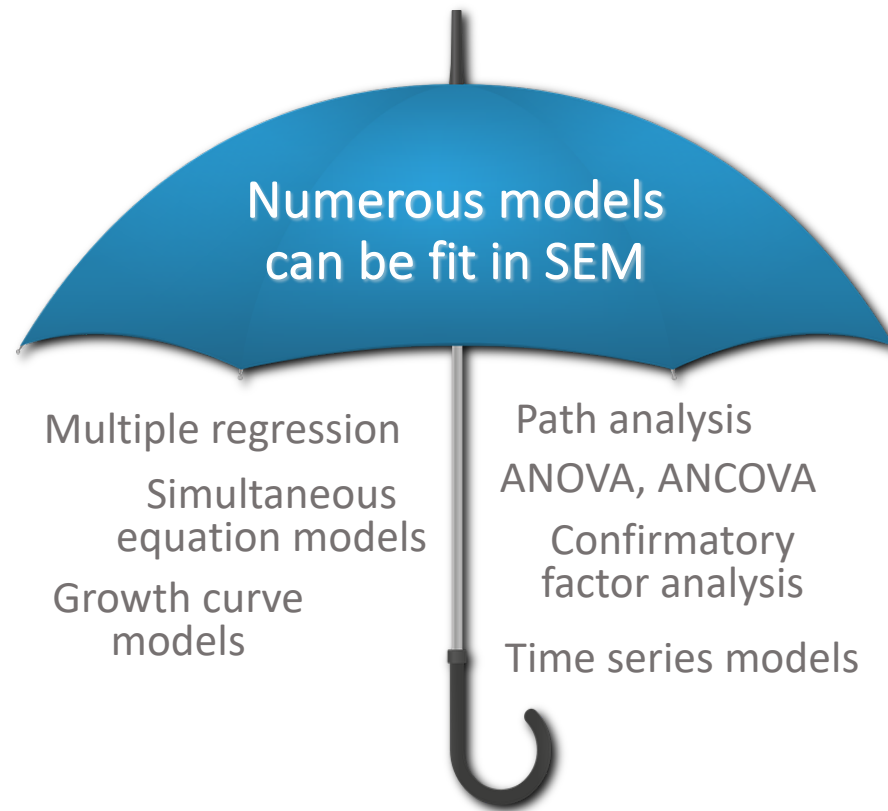 Numerous models
can be fit in SEM
Multiple regression
Simultaneous
equation models
Growth curve
models
Path analysis
ANOVA, ANCOVA
Confirmatory
factor analysis
Time series models